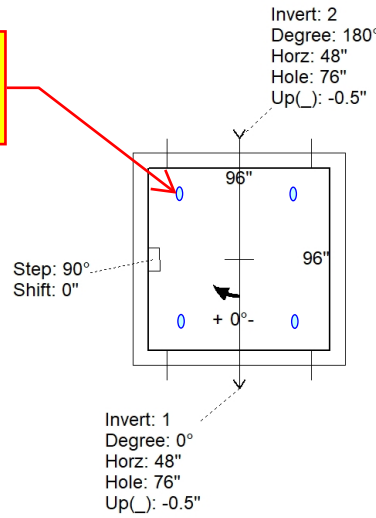 Invert: 2
Degree: 180°
Horz: 48"
Hole: 76"
Up(_): -0.5"
96"
96"
Step: 90°
Shift: 0"
+ 0°-
Invert: 1
Degree: 0°
Horz: 48"
Hole: 76"
Up(_): -0.5"